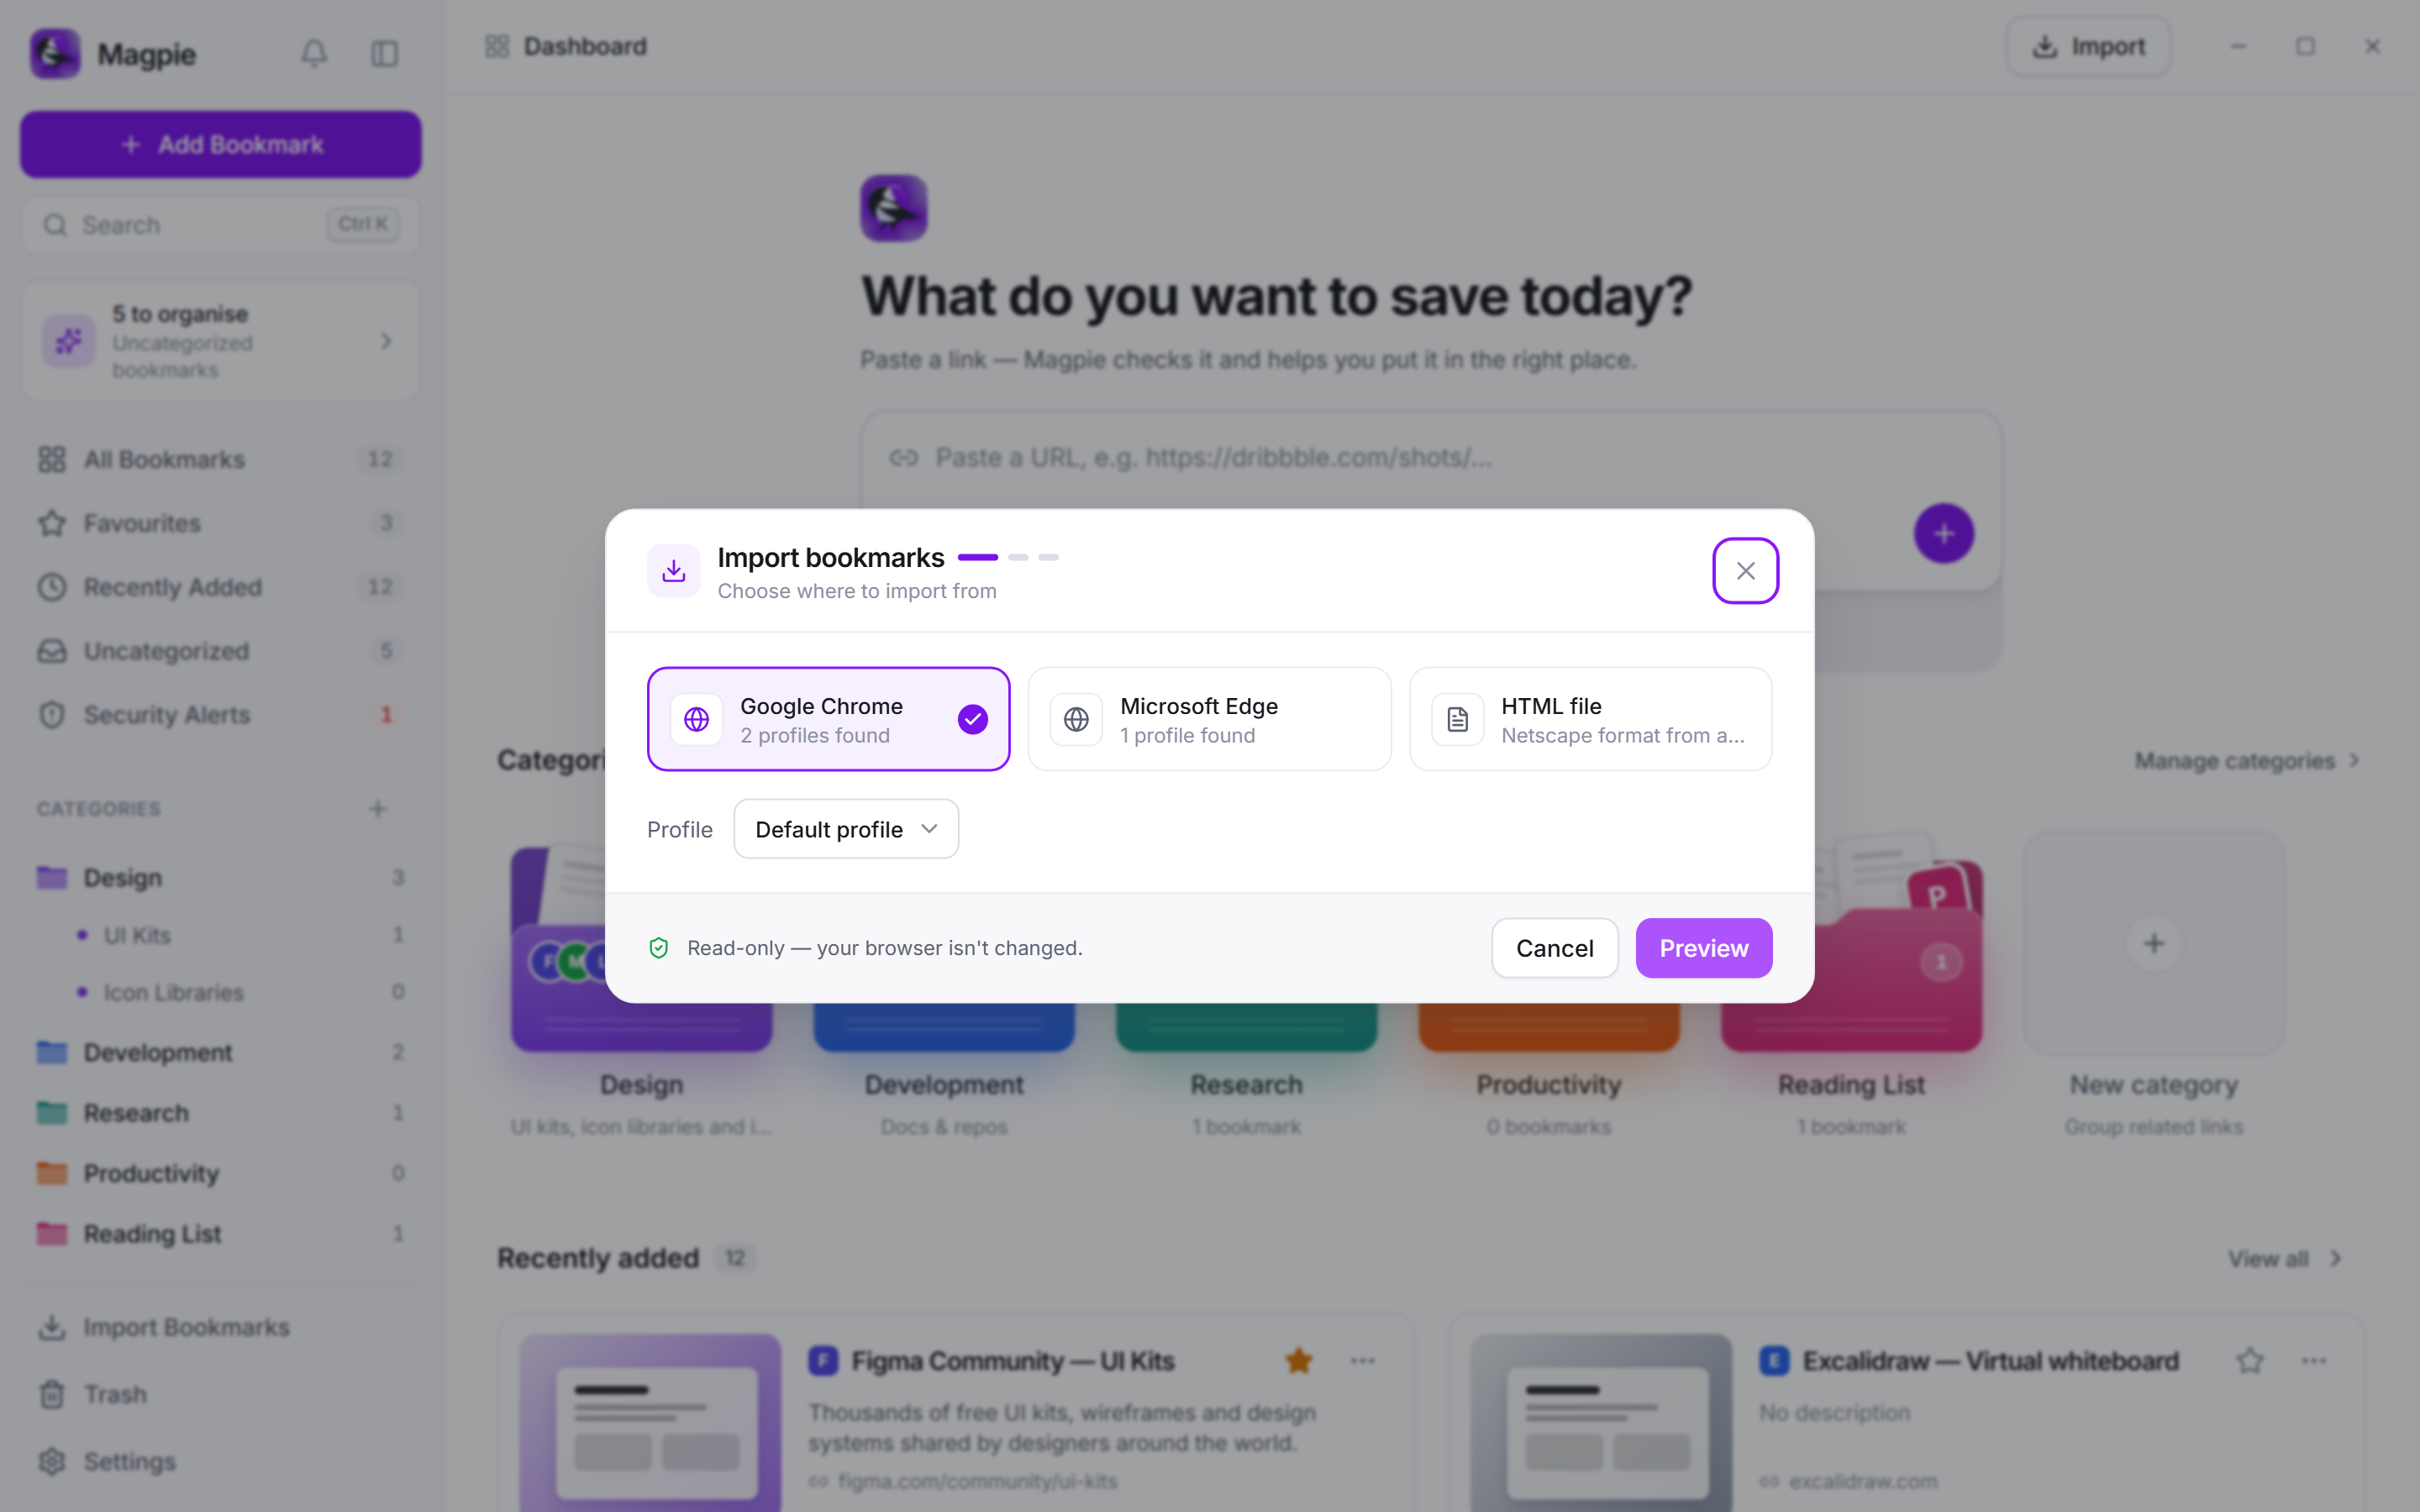 Magpie
Add Bookmark
Search
Ctrl K
5 to organise
Uncategorized
bookmarks
All Bookmarks 12
Favourites 3
Recently Added 12
Uncategorized 5
Security Alerts 1
CATEGORIES
Design 3
UI Kits 1
Icon Libraries 0
Development 2
Research 1
Productivity 0
Reading List 1
Import Bookmarks
Trash
Settings
Dashboard
Import
What do you want to save today?
Paste a link — Magpie checks it and helps you put it in the right place.
Paste a URL, e.g. https://dribbble.com/shots/...
Import bookmarks
Choose where to import from
Google Chrome
2 profiles found
Microsoft Edge
1 profile found
HTML file
Netscape format from a...
Profile
Default profile
Read-only — your browser isn't changed.
Cancel
Preview
Manage categories
F M
P
1
Design
UI kits, icon libraries and i...
Development
Docs & repos
Research
1 bookmark
Productivity
0 bookmarks
Reading List
1 bookmark
New category
Group related links
Recently added 12
View all
F Figma Community — UI Kits
Thousands of free UI kits, wireframes and design
systems shared by designers around the world.
figma.com/community/ui-kits
E Excalidraw — Virtual whiteboard
No description
excalidraw.com